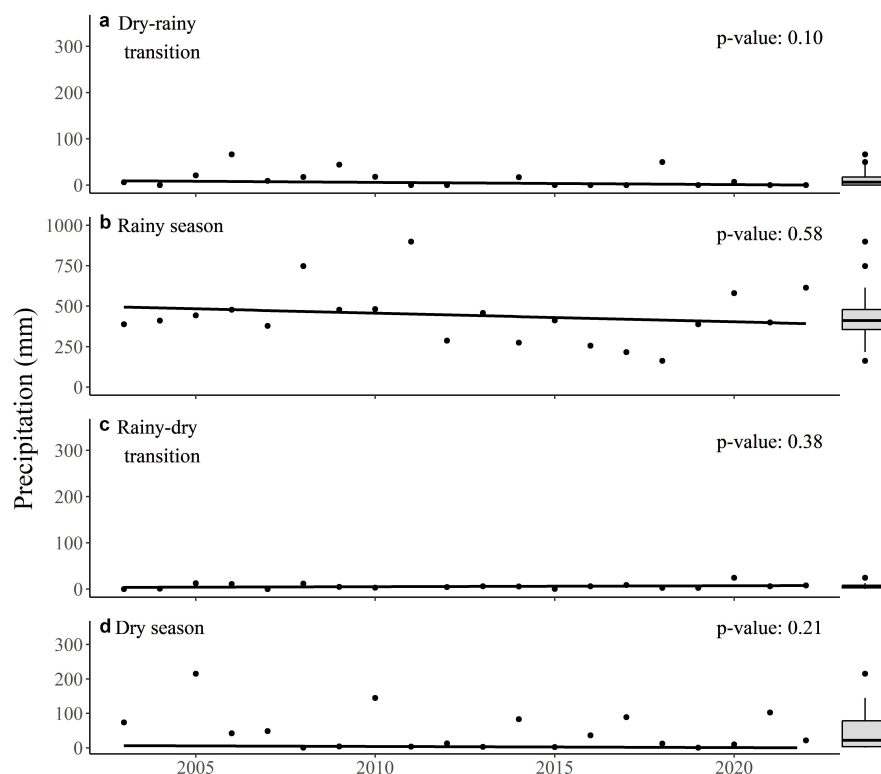 a Dry-rainy
transition
p-value: 0.10
300
200
100
0
b Rainy season
p-value: 0.58
1000
750
500
250
0
c Rainy-dry
transition
p-value: 0.38
300
200
100
0
d Dry season
p-value: 0.21
300
200
100
0
2005 2010 2015 2020
Precipitation (mm)